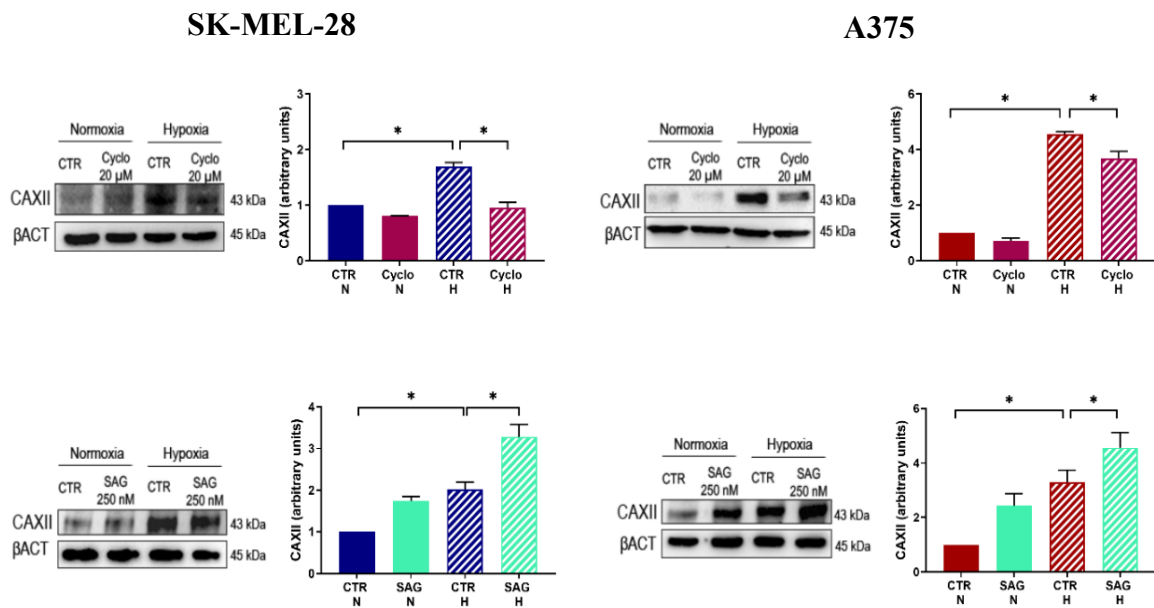 SK-MEL-28
A375
Normoxia Hypoxia
CTR Cyclo 20 µM CTR Cyclo 20 µM
CAXII 43 kDa
βACT 45 kDa
CAXII (arbitrary units)
3
2
1
0
* *
CTR N Cyclo N CTR H Cyclo H
Normoxia Hypoxia
CTR Cyclo 20 µM CTR Cyclo 20 µM
CAXII 43 kDa
βACT 45 kDa
CAXII (arbitrary units)
6
4
2
0
* *
CTR N Cyclo N CTR H Cyclo H
Normoxia Hypoxia
CTR SAG 250 nM CTR SAG 250 nM
CAXII 43 kDa
βACT 45 kDa
CAXII (arbitrary units)
4
3
2
1
0
* *
CTR N SAG N CTR H SAG H
Normoxia Hypoxia
CTR SAG 250 nM CTR SAG 250 nM
CAXII 43 kDa
βACT 45 kDa
CAXII (arbitrary units)
6
4
2
0
* *
CTR N SAG N CTR H SAG H